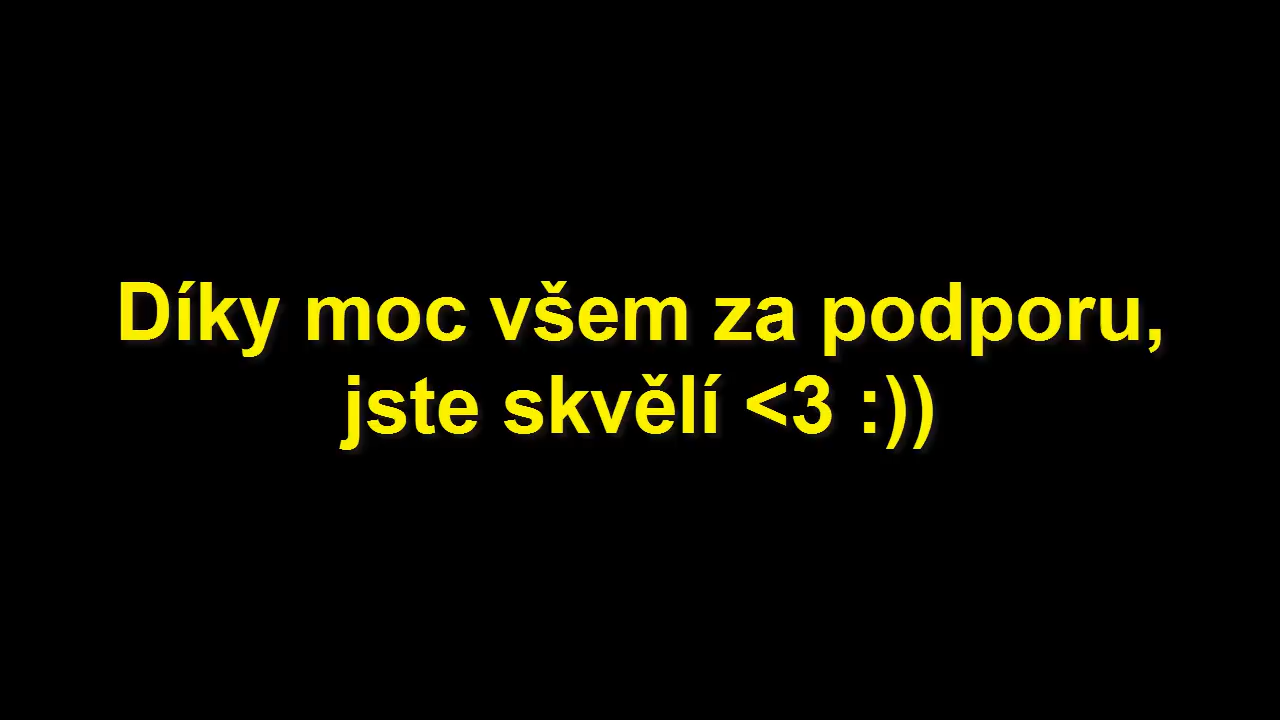 Díky moc všem za podporu,
jste skvělí <3 :))